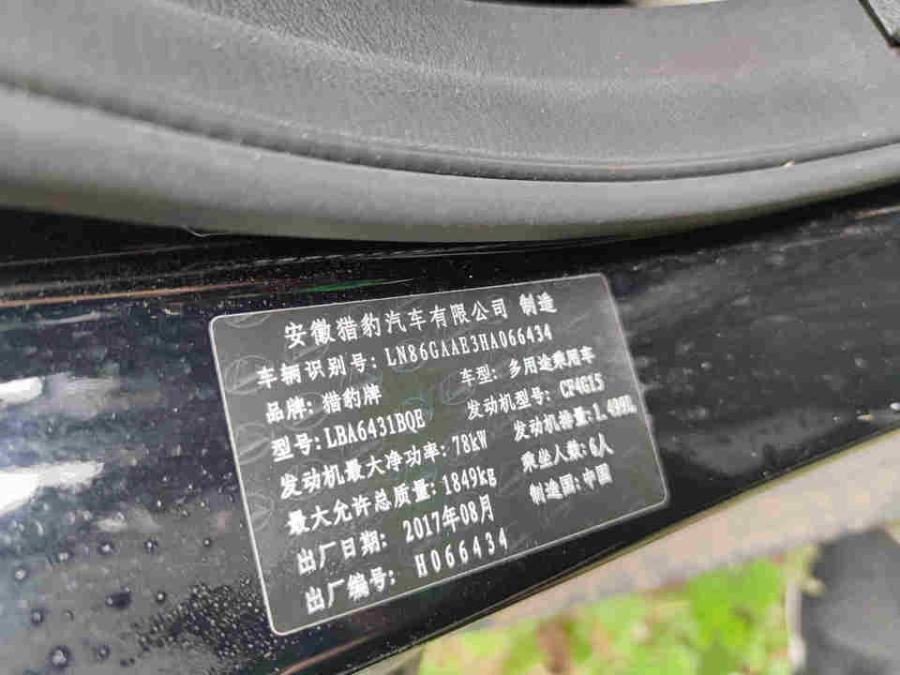 安徽猎豹汽车有限公司 制造
车辆识别号: LN86GAAE3HA066434
品牌: 猎豹牌 车型: 多用途乘用车
型号: LBA6431BQE 发动机型号: CF4G15
发动机最大净功率: 78kW 发动机排量: 1.499L
最大允许总质量: 1849kg 乘坐人数: 6人
出厂日期: 2017年08月 制造国: 中国
出厂编号: H066434